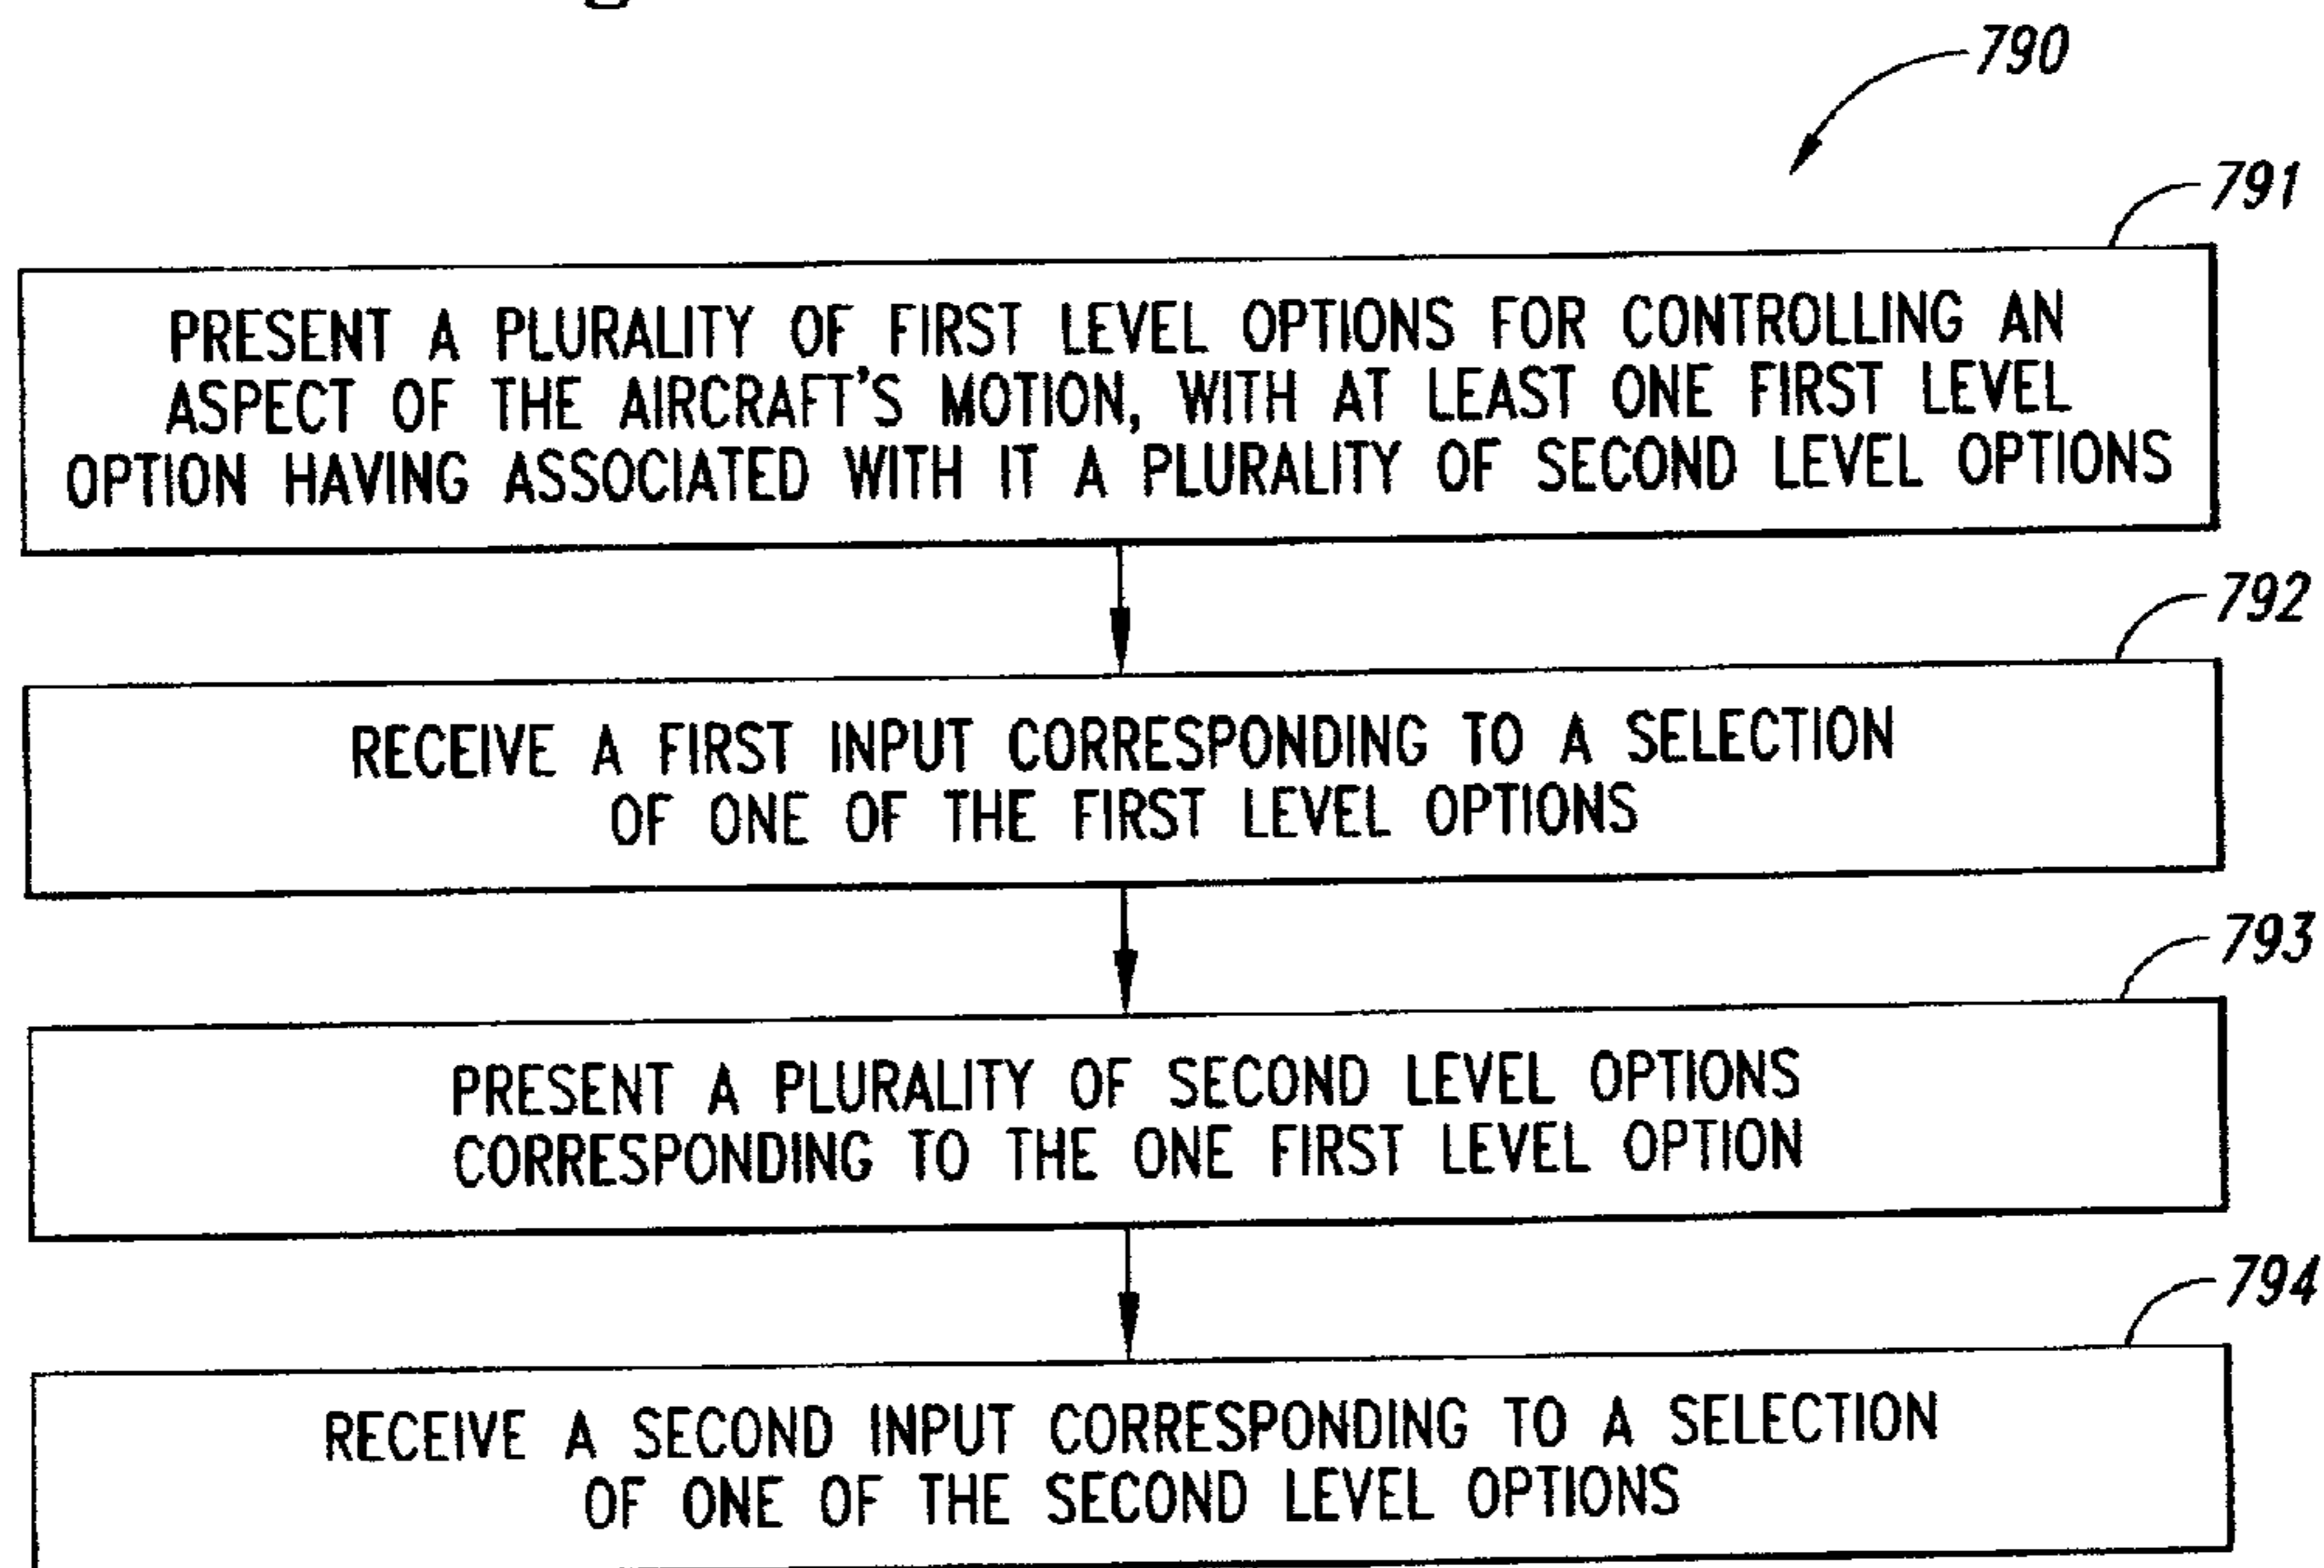 790
791
PRESENT A PLURALITY OF FIRST LEVEL OPTIONS FOR CONTROLLING AN
ASPECT OF THE AIRCRAFT'S MOTION, WITH AT LEAST ONE FIRST LEVEL
OPTION HAVING ASSOCIATED WITH IT A PLURALITY OF SECOND LEVEL OPTIONS
792
RECEIVE A FIRST INPUT CORRESPONDING TO A SELECTION
OF ONE OF THE FIRST LEVEL OPTIONS
793
PRESENT A PLURALITY OF SECOND LEVEL OPTIONS
CORRESPONDING TO THE ONE FIRST LEVEL OPTION
794
RECEIVE A SECOND INPUT CORRESPONDING TO A SELECTION
OF ONE OF THE SECOND LEVEL OPTIONS